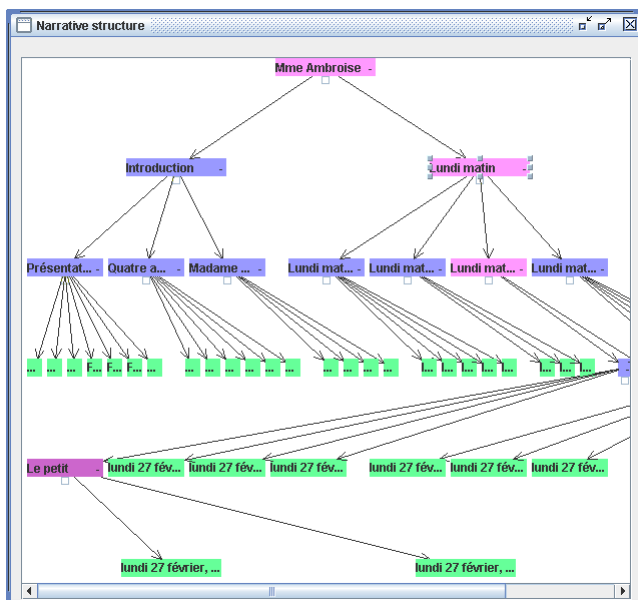 Narrative structure
Mme Ambroise -
Introduction -
Lundi matin -
Présentat... -
Quatre a... -
Madame ... -
Lundi mat... -
Lundi mat... -
Lundi mat... -
Lundi mat... -
... ... ... F... F... F... ... ... ... ... ... ... ... ... ... ... ... l... l... l... l... l... l... l... l... -
Le petit -
lundi 27 fév...
lundi 27 fév...
lundi 27 fév...
lundi 27 fév...
lundi 27 fév...
lundi 27 fév...
lundi 27 février, ...
lundi 27 février, ...